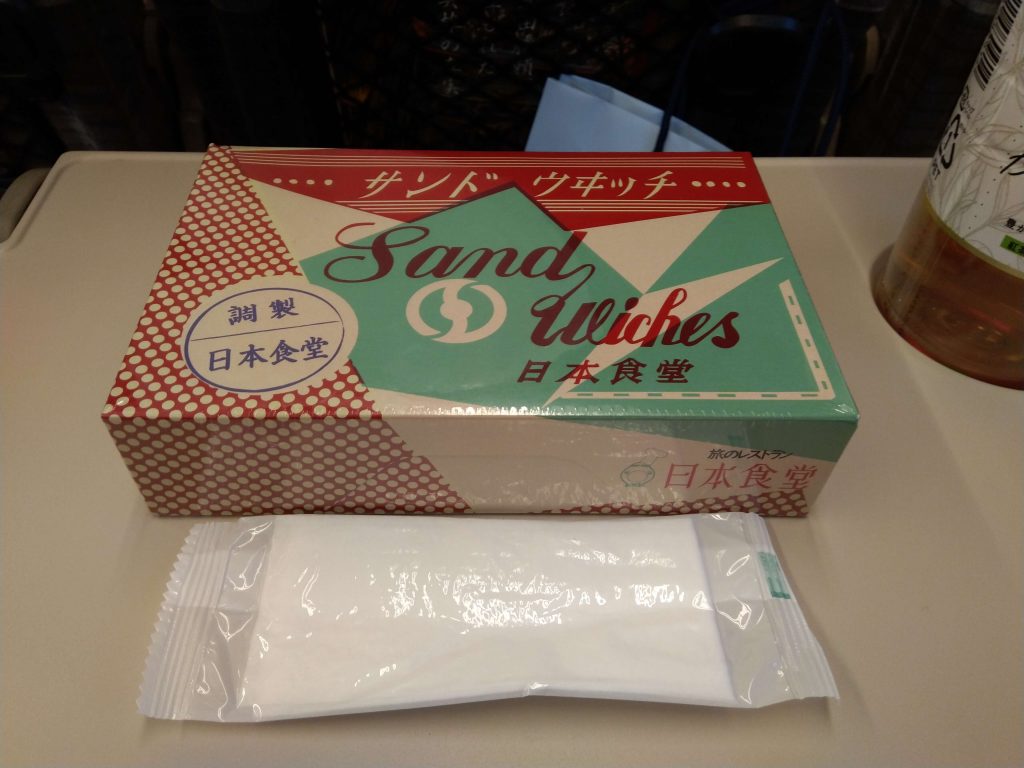 サンドウヰッチ
Sand
Wiches
日本食堂
調製
日本食堂
旅のレストラン
日本食堂